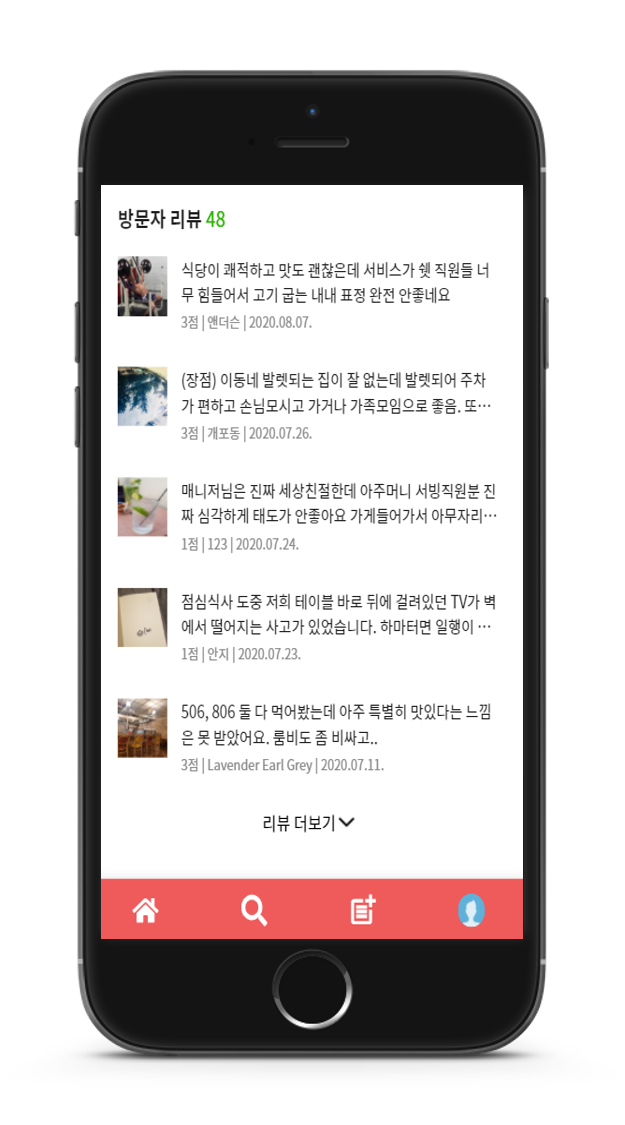 방문자 리뷰 48
식당이 쾌적하고 맛도 괜찮은데 서비스가 쉣 직원들 너
무 힘들어서 고기 굽는 내내 표정 완전 안좋네요
3점 | 앤더슨 | 2020.08.07.
(장점) 이동네 발렛되는 집이 잘 없는데 발렛되어 주차
가 편하고 손님모시고 가거나 가족모임으로 좋음. 또…
3점 | 개포동 | 2020.07.26.
매니저님은 진짜 세상친절한데 아주머니 서빙직원분 진
짜 심각하게 태도가 안좋아요 가게들어가서 아무자리…
1점 | 123 | 2020.07.24.
점심식사 도중 저희 테이블 바로 뒤에 걸려있던 TV가 벽
에서 떨어지는 사고가 있었습니다. 하마터면 일행이 …
1점 | 안지 | 2020.07.23.
506, 806 둘 다 먹어봤는데 아주 특별히 맛있다는 느낌
은 못 받았어요. 룸비도 좀 비싸고..
3점 | Lavender Earl Grey | 2020.07.11.
리뷰 더보기